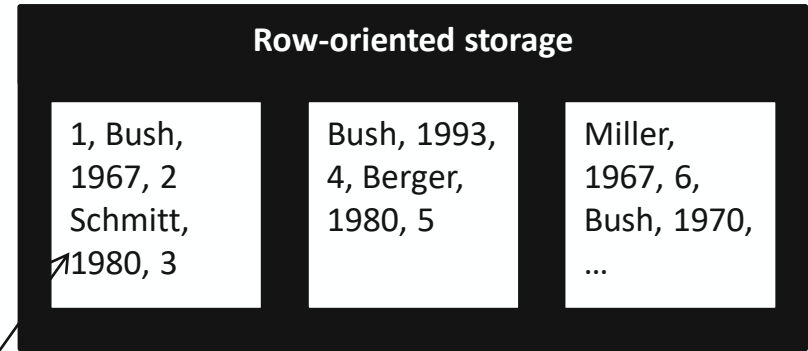 Row-oriented storage
1, Bush,
1967, 2
Schmitt,
1980, 3
Bush, 1993,
4, Berger,
1980, 5
Miller,
1967, 6,
Bush, 1970,
…